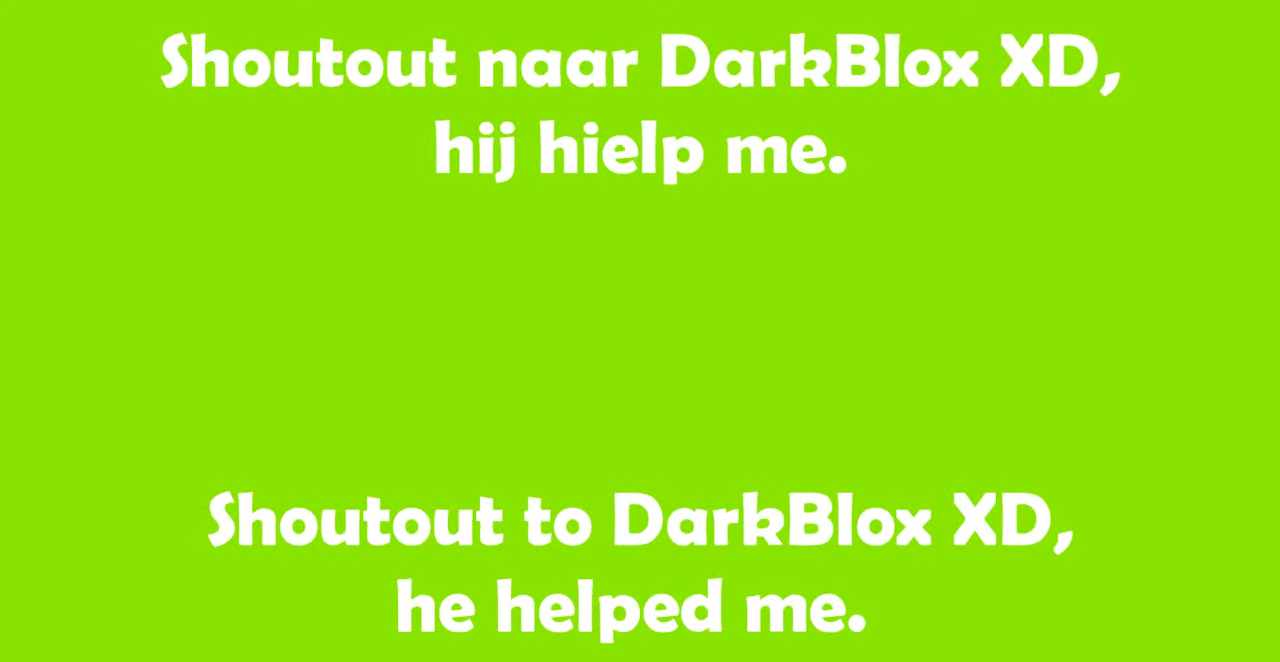 Shoutout naar DarkBlox XD,
hij hielp me.
Shoutout to DarkBlox XD,
he helped me.